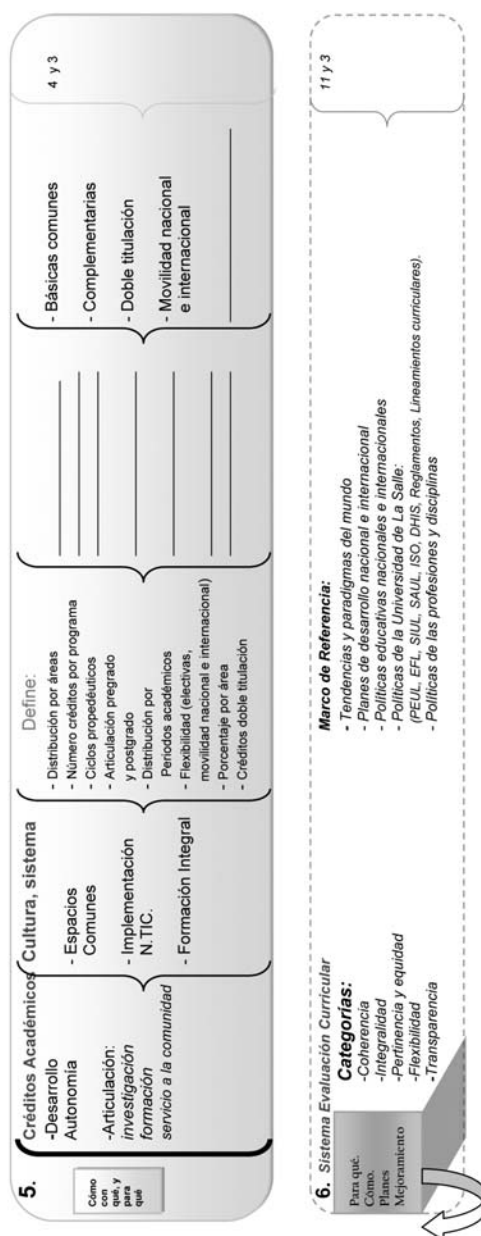 5.
Cómo
con
qué, y
para
qué
Créditos Académicos
-Desarrollo
Autonomía
-Articulación:
investigación
formación
servicio a la comunidad
Cultura, sistema
- Espacios
Comunes
- Implementación
N.TIC.
- Formación Integral
Define:
- Distribución por áreas
- Número créditos por programa
- Ciclos propedéuticos
- Articulación pregrado
y postgrado
- Distribución por
Periodos académicos
- Flexibilidad (electivas,
movilidad nacional e internacional)
- Porcentaje por área
- Créditos doble titulación
- Básicas comunes
- Complementarias
- Doble titulación
- Movilidad nacional
e internacional
4 y 3
6. Sistema Evaluación Curricular
Para qué.
Cómo.
Planes
Mejoramiento
Categorías:
-Coherencia
-Integralidad
-Pertinencia y equidad
-Flexibilidad
-Transparencia
Marco de Referencia:
- Tendencias y paradigmas del mundo
- Planes de desarrollo nacional e internacional
- Políticas educativas nacionales e internacionales
- Políticas de la Universidad de La Salle:
(PEUL, EFL, SIUL, SAUL, ISO, DHIS, Reglamentos, Lineamientos curriculares).
- Políticas de las profesiones y disciplinas
11 y 3